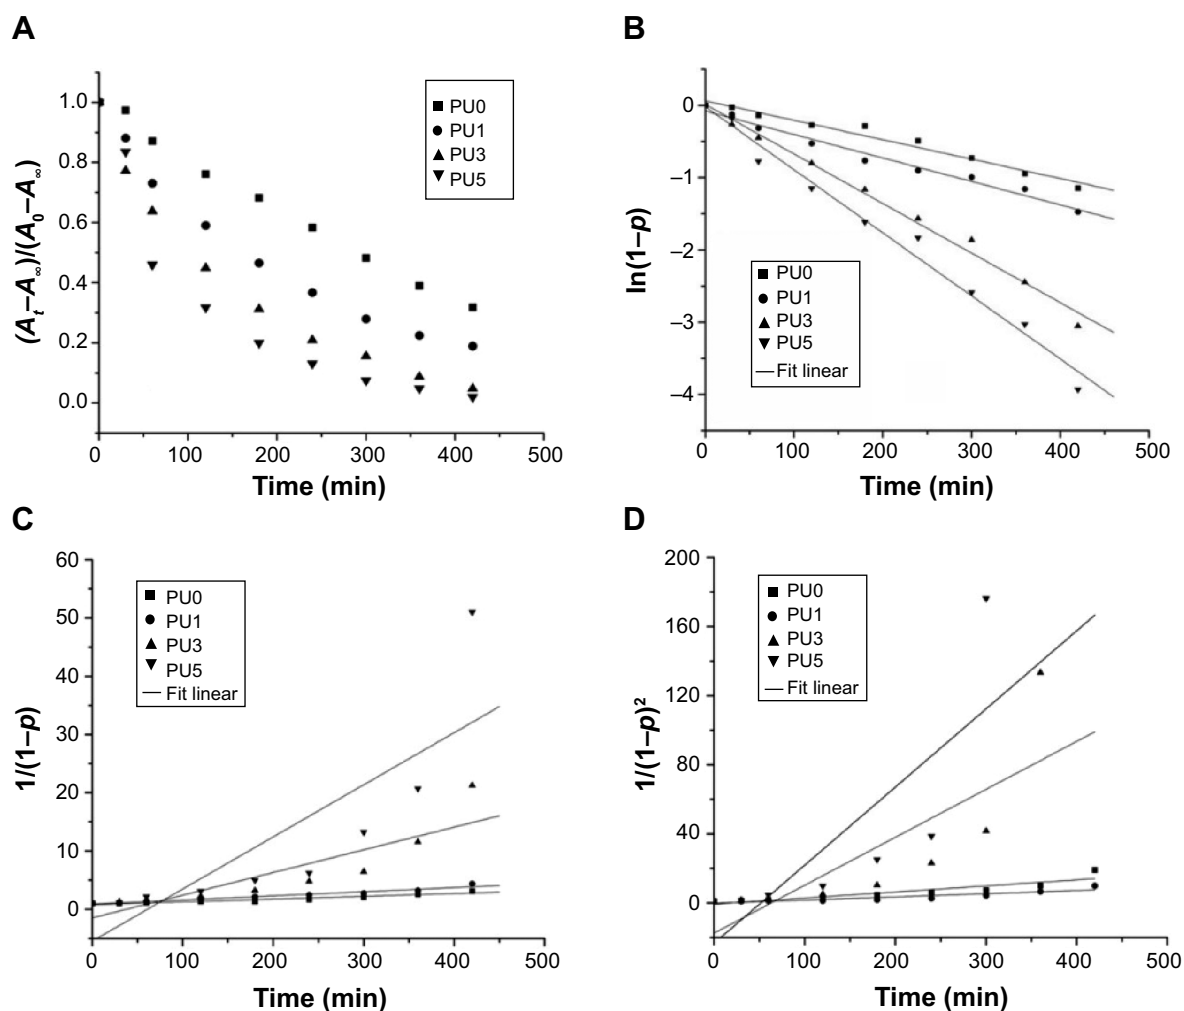 A
(At–A∞)/(A0–A∞)
1.0
0.8
0.6
0.4
0.2
0.0
PU0
PU1
PU3
PU5
0 100 200 300 400 500
Time (min)
B
ln(1–p)
0
–1
–2
–3
–4
PU0
PU1
PU3
PU5
Fit linear
0 100 200 300 400 500
Time (min)
C
1/(1–p)
60
50
40
30
20
10
0
PU0
PU1
PU3
PU5
Fit linear
0 100 200 300 400 500
Time (min)
D
1/(1–p)²
200
160
120
80
40
0
PU0
PU1
PU3
PU5
Fit linear
0 100 200 300 400 500
Time (min)